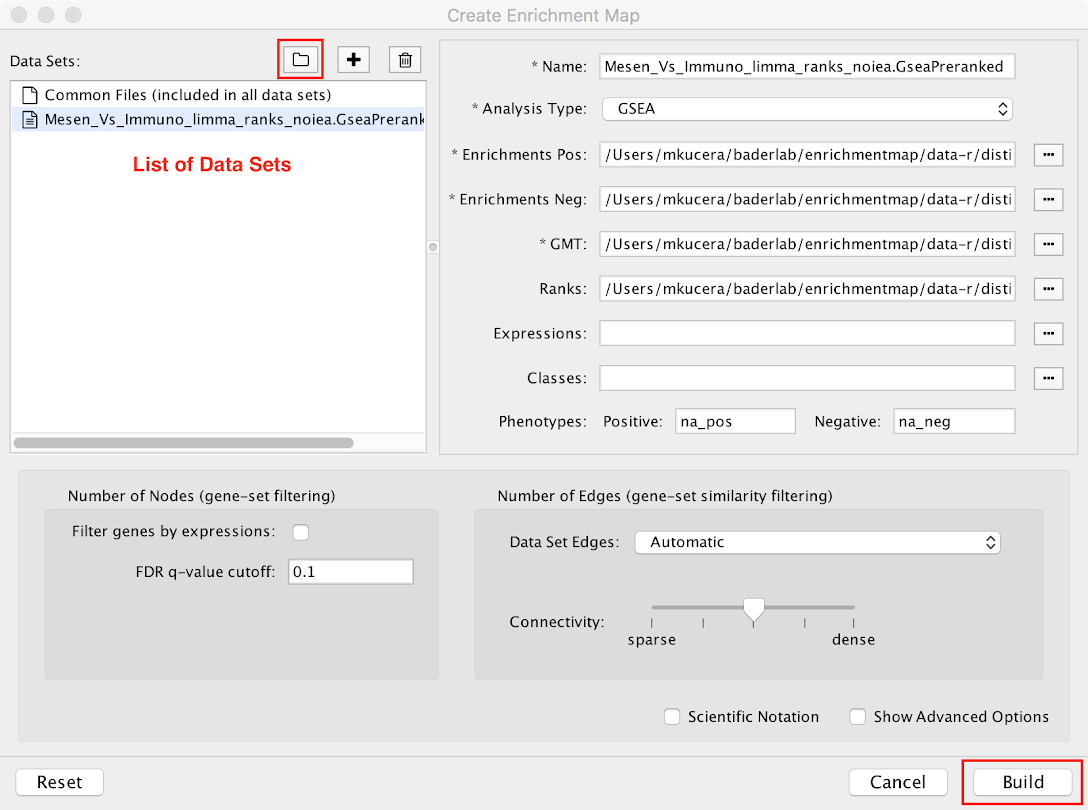 Create Enrichment Map
Data Sets:
Common Files (included in all data sets)
Mesen_Vs_Immuno_limma_ranks_noiea.GseaPrerank
List of Data Sets
* Name: Mesen_Vs_Immuno_limma_ranks_noiea.GseaPreranked
* Analysis Type: GSEA
* Enrichments Pos: /Users/mkucera/baderlab/enrichmentmap/data-r/disti
* Enrichments Neg: /Users/mkucera/baderlab/enrichmentmap/data-r/disti
* GMT: /Users/mkucera/baderlab/enrichmentmap/data-r/disti
Ranks: /Users/mkucera/baderlab/enrichmentmap/data-r/disti
Expressions:
Classes:
Phenotypes: Positive: na_pos Negative: na_neg
Number of Nodes (gene-set filtering)
Filter genes by expressions:
FDR q-value cutoff: 0.1
Number of Edges (gene-set similarity filtering)
Data Set Edges: Automatic
Connectivity:
sparse dense
Scientific Notation Show Advanced Options
Reset Cancel Build